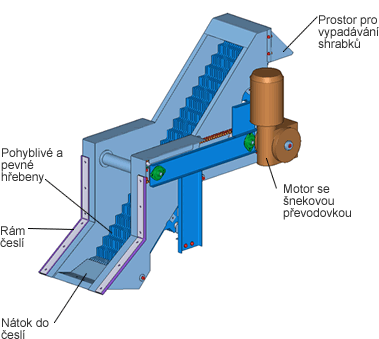 Prostor pro
vypadávání
shrabků
Pohyblivé a
pevné
hřebeny
Motor se
šnekovou
převodovkou
Rám
česlí
Nátok do
česlí